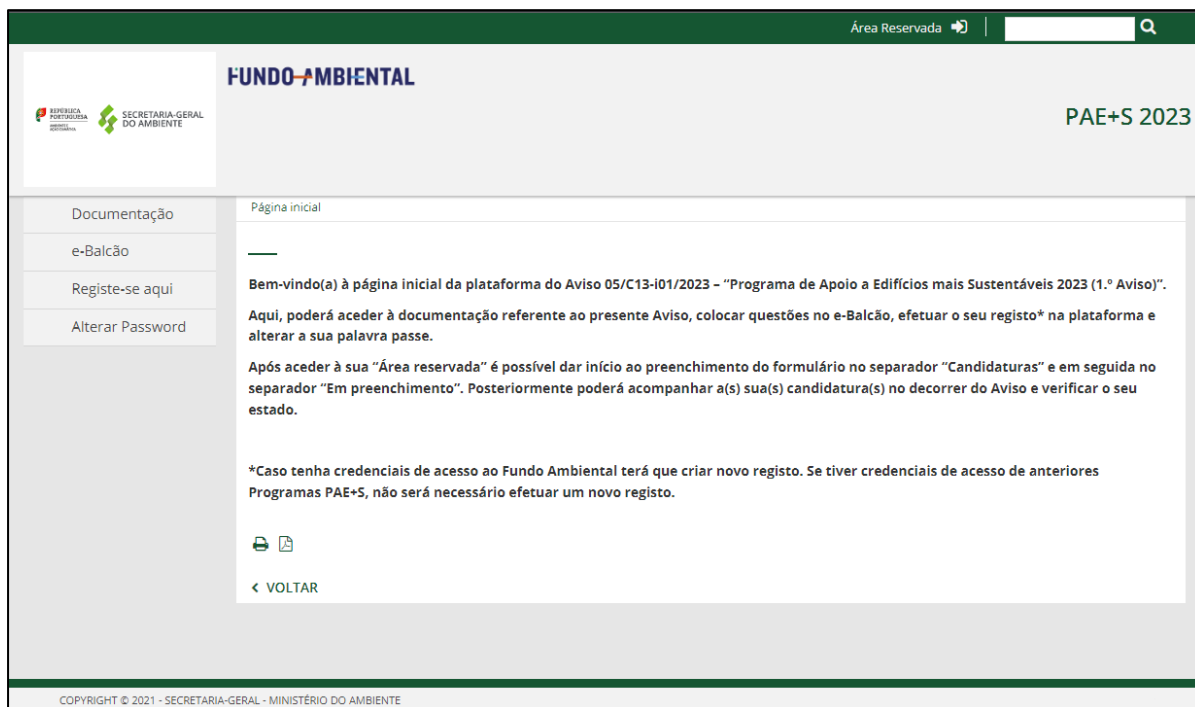 Área Reservada
FUNDO AMBIENTAL
REPÚBLICA
PORTUGUESA
SECRETARIA-GERAL
DO AMBIENTE
PAE+S 2023
Documentação
e-Balcão
Registe-se aqui
Alterar Password
Página inicial
Bem-vindo(a) à página inicial da plataforma do Aviso 05/C13-i01/2023 – “Programa de Apoio a Edifícios mais Sustentáveis 2023 (1.º Aviso)”.
Aqui, poderá aceder à documentação referente ao presente Aviso, colocar questões no e-Balcão, efetuar o seu registo* na plataforma e
alterar a sua palavra passe.
Após aceder à sua “Área reservada” é possível dar início ao preenchimento do formulário no separador “Candidaturas” e em seguida no
separador “Em preenchimento”. Posteriormente poderá acompanhar a(s) sua(s) candidatura(s) no decorrer do Aviso e verificar o seu
estado.
*Caso tenha credenciais de acesso ao Fundo Ambiental terá que criar novo registo. Se tiver credenciais de acesso de anteriores
Programas PAE+S, não será necessário efetuar um novo registo.
VOLTAR
COPYRIGHT © 2021 - SECRETARIA-GERAL - MINISTÉRIO DO AMBIENTE